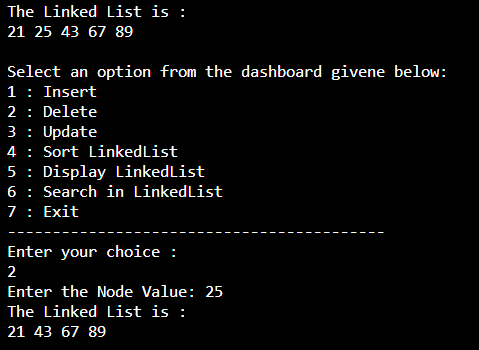 The Linked List is :
21 25 43 67 89
Select an option from the dashboard givene below:
1 : Insert
2 : Delete
3 : Update
4 : Sort LinkedList
5 : Display LinkedList
6 : Search in LinkedList
7 : Exit
------------------------------------------
Enter your choice :
2
Enter the Node Value: 25
The Linked List is :
21 43 67 89